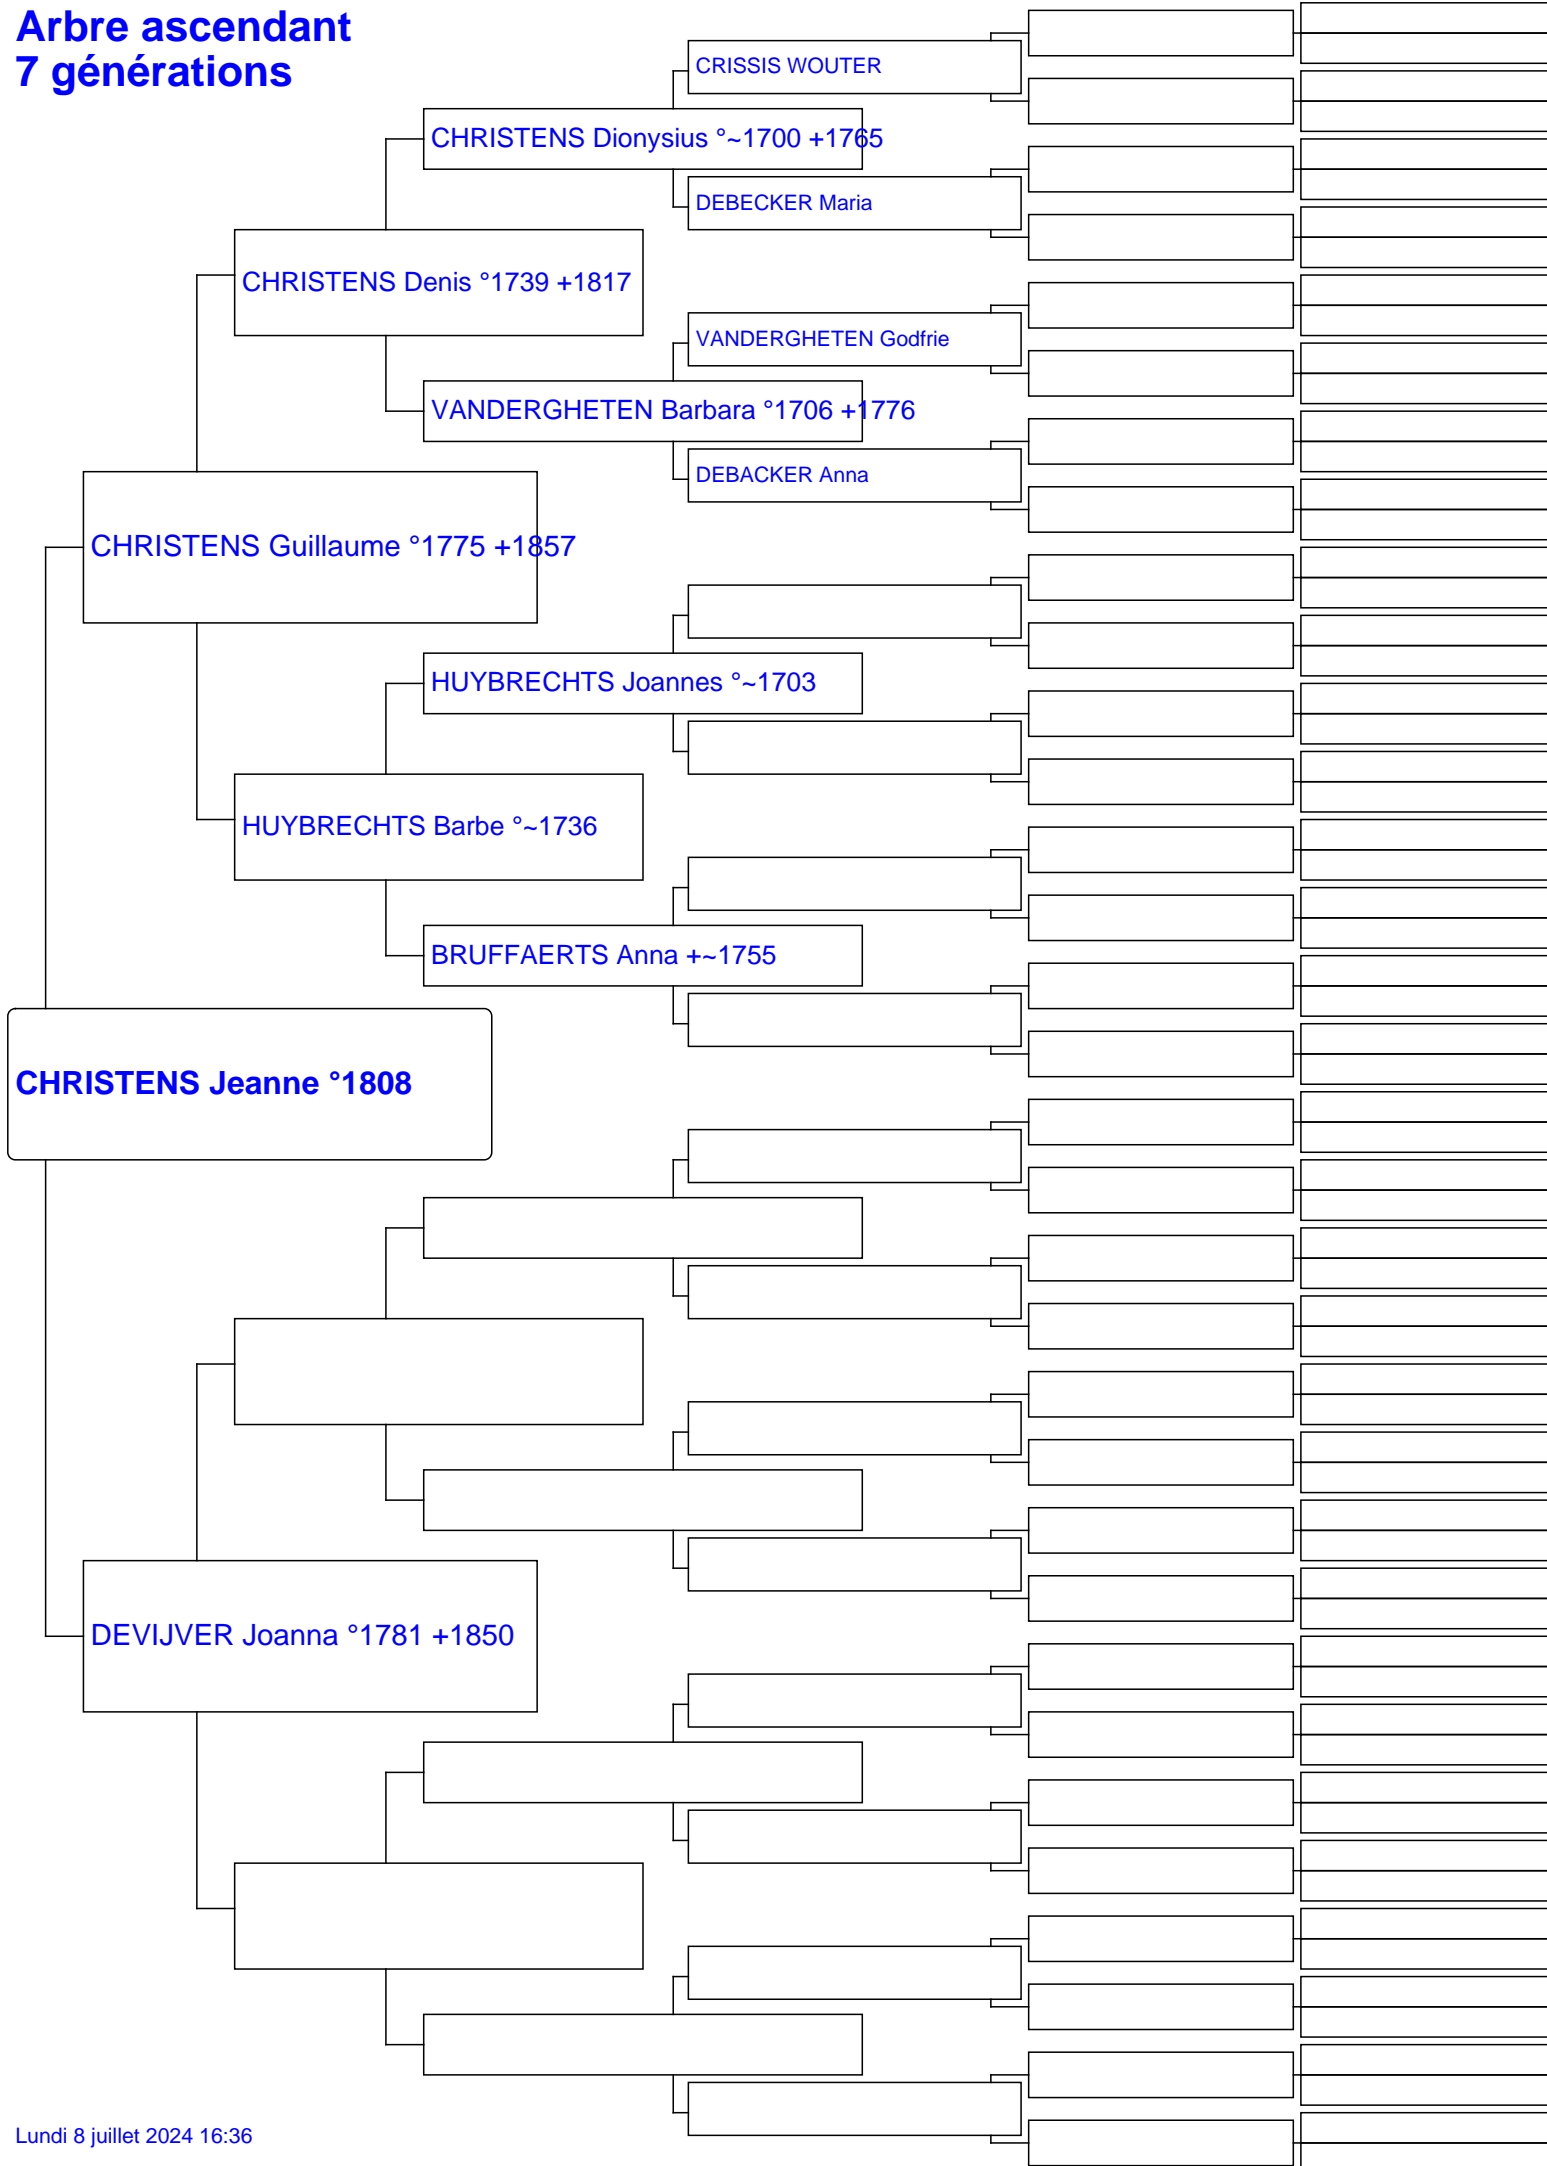 Arbre ascendant
7 générations
CRISSIS WOUTER
CHRISTENS Dionysius °~1700 +1765
DEBECKER Maria
CHRISTENS Denis °1739 +1817
VANDERGHETEN Godfrie
VANDERGHETEN Barbara °1706 +1776
DEBACKER Anna
CHRISTENS Guillaume °1775 +1857
HUYBRECHTS Joannes °~1703
HUYBRECHTS Barbe °~1736
BRUFFAERTS Anna +~1755
CHRISTENS Jeanne °1808
DEVIJVER Joanna °1781 +1850
Lundi 8 juillet 2024 16:36